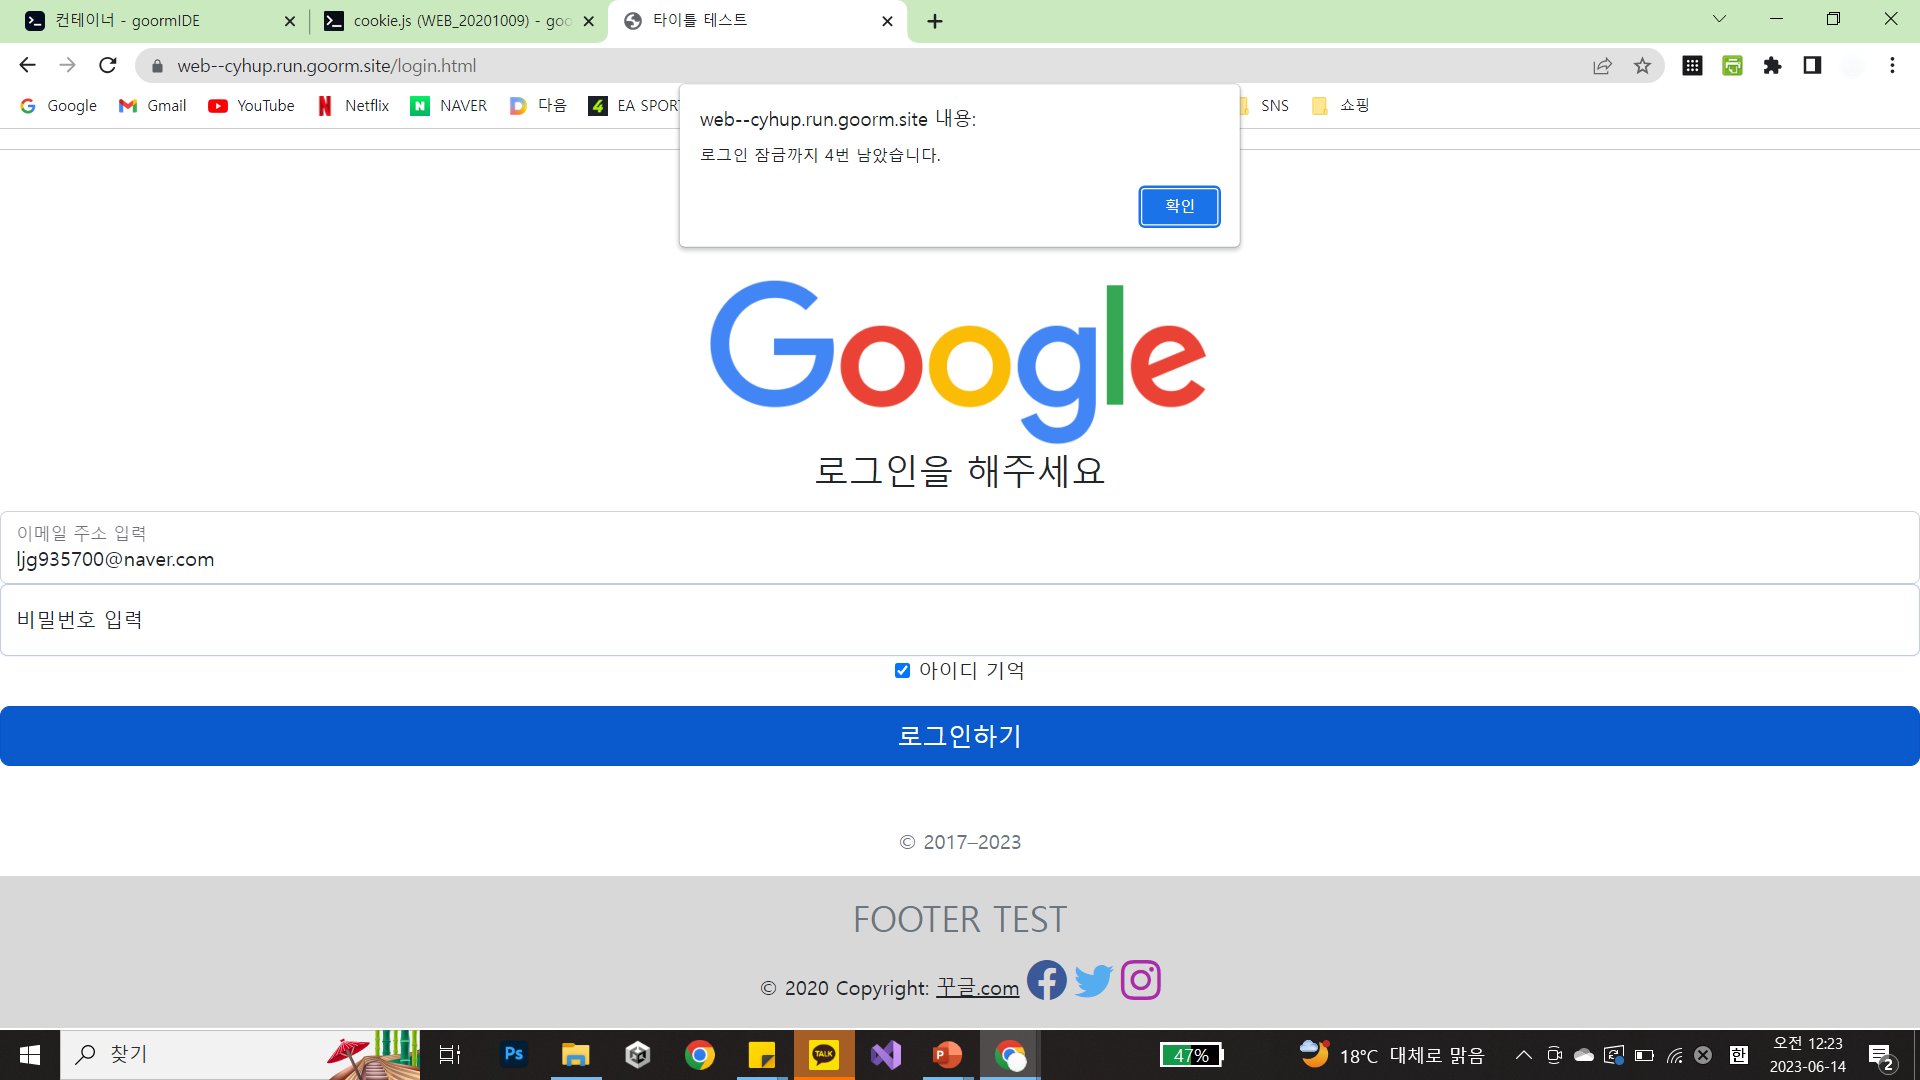 컨테이너 - goormIDE
cookie.js (WEB_20201009) - goo
타이틀 테스트
web--cyhup.run.goorm.site/login.html
Google
Gmail
YouTube
Netflix
NAVER
다음
EA SPORT
SNS
쇼핑
web--cyhup.run.goorm.site 내용:
로그인 잠금까지 4번 남았습니다.
확인
Google
로그인을 해주세요
이메일 주소 입력
ljg935700@naver.com
비밀번호 입력
아이디 기억
로그인하기
© 2017–2023
FOOTER TEST
© 2020 Copyright: 꾸글.com
찾기
Ps
TALK
P
47%
18°C 대체로 맑음
한
오전 12:23
2023-06-14
2